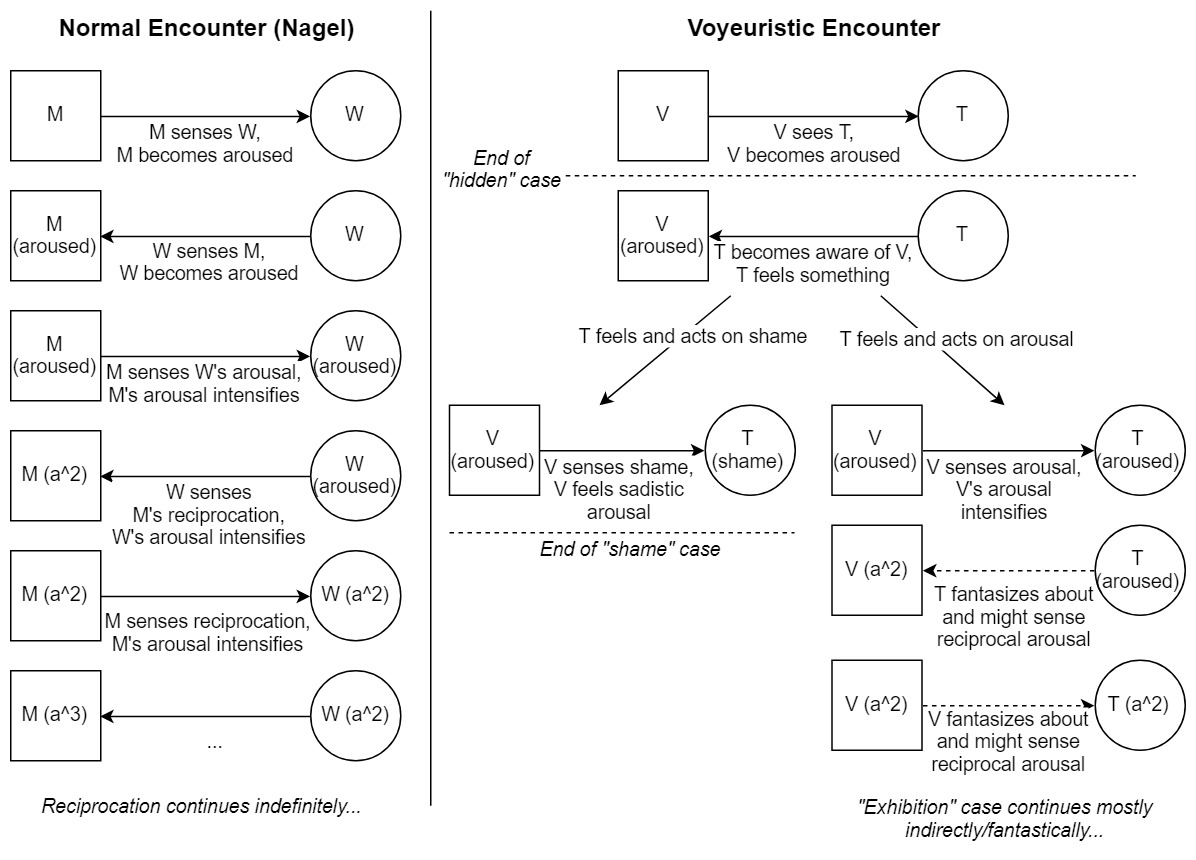 Normal Encounter (Nagel)
M
W
M senses W,
M becomes aroused
M
(aroused)
W
W senses M,
W becomes aroused
M
(aroused)
W
(aroused)
M senses W's arousal,
M's arousal intensifies
M (a^2)
W
(aroused)
W senses
M's reciprocation,
W's arousal intensifies
M (a^2)
W (a^2)
M senses reciprocation,
M's arousal intensifies
M (a^3)
W (a^2)
...
Reciprocation continues indefinitely...
Voyeuristic Encounter
V
T
V sees T,
V becomes aroused
End of
"hidden" case
V
(aroused)
T
T becomes aware of V,
T feels something
T feels and acts on shame
T feels and acts on arousal
V
(aroused)
T
(shame)
V senses shame,
V feels sadistic
arousal
End of "shame" case
V
(aroused)
T
(aroused)
V senses arousal,
V's arousal
intensifies
V (a^2)
T
(aroused)
T fantasizes about
and might sense
reciprocal arousal
V (a^2)
T (a^2)
V fantasizes about
and might sense
reciprocal arousal
"Exhibition" case continues mostly
indirectly/fantastically...